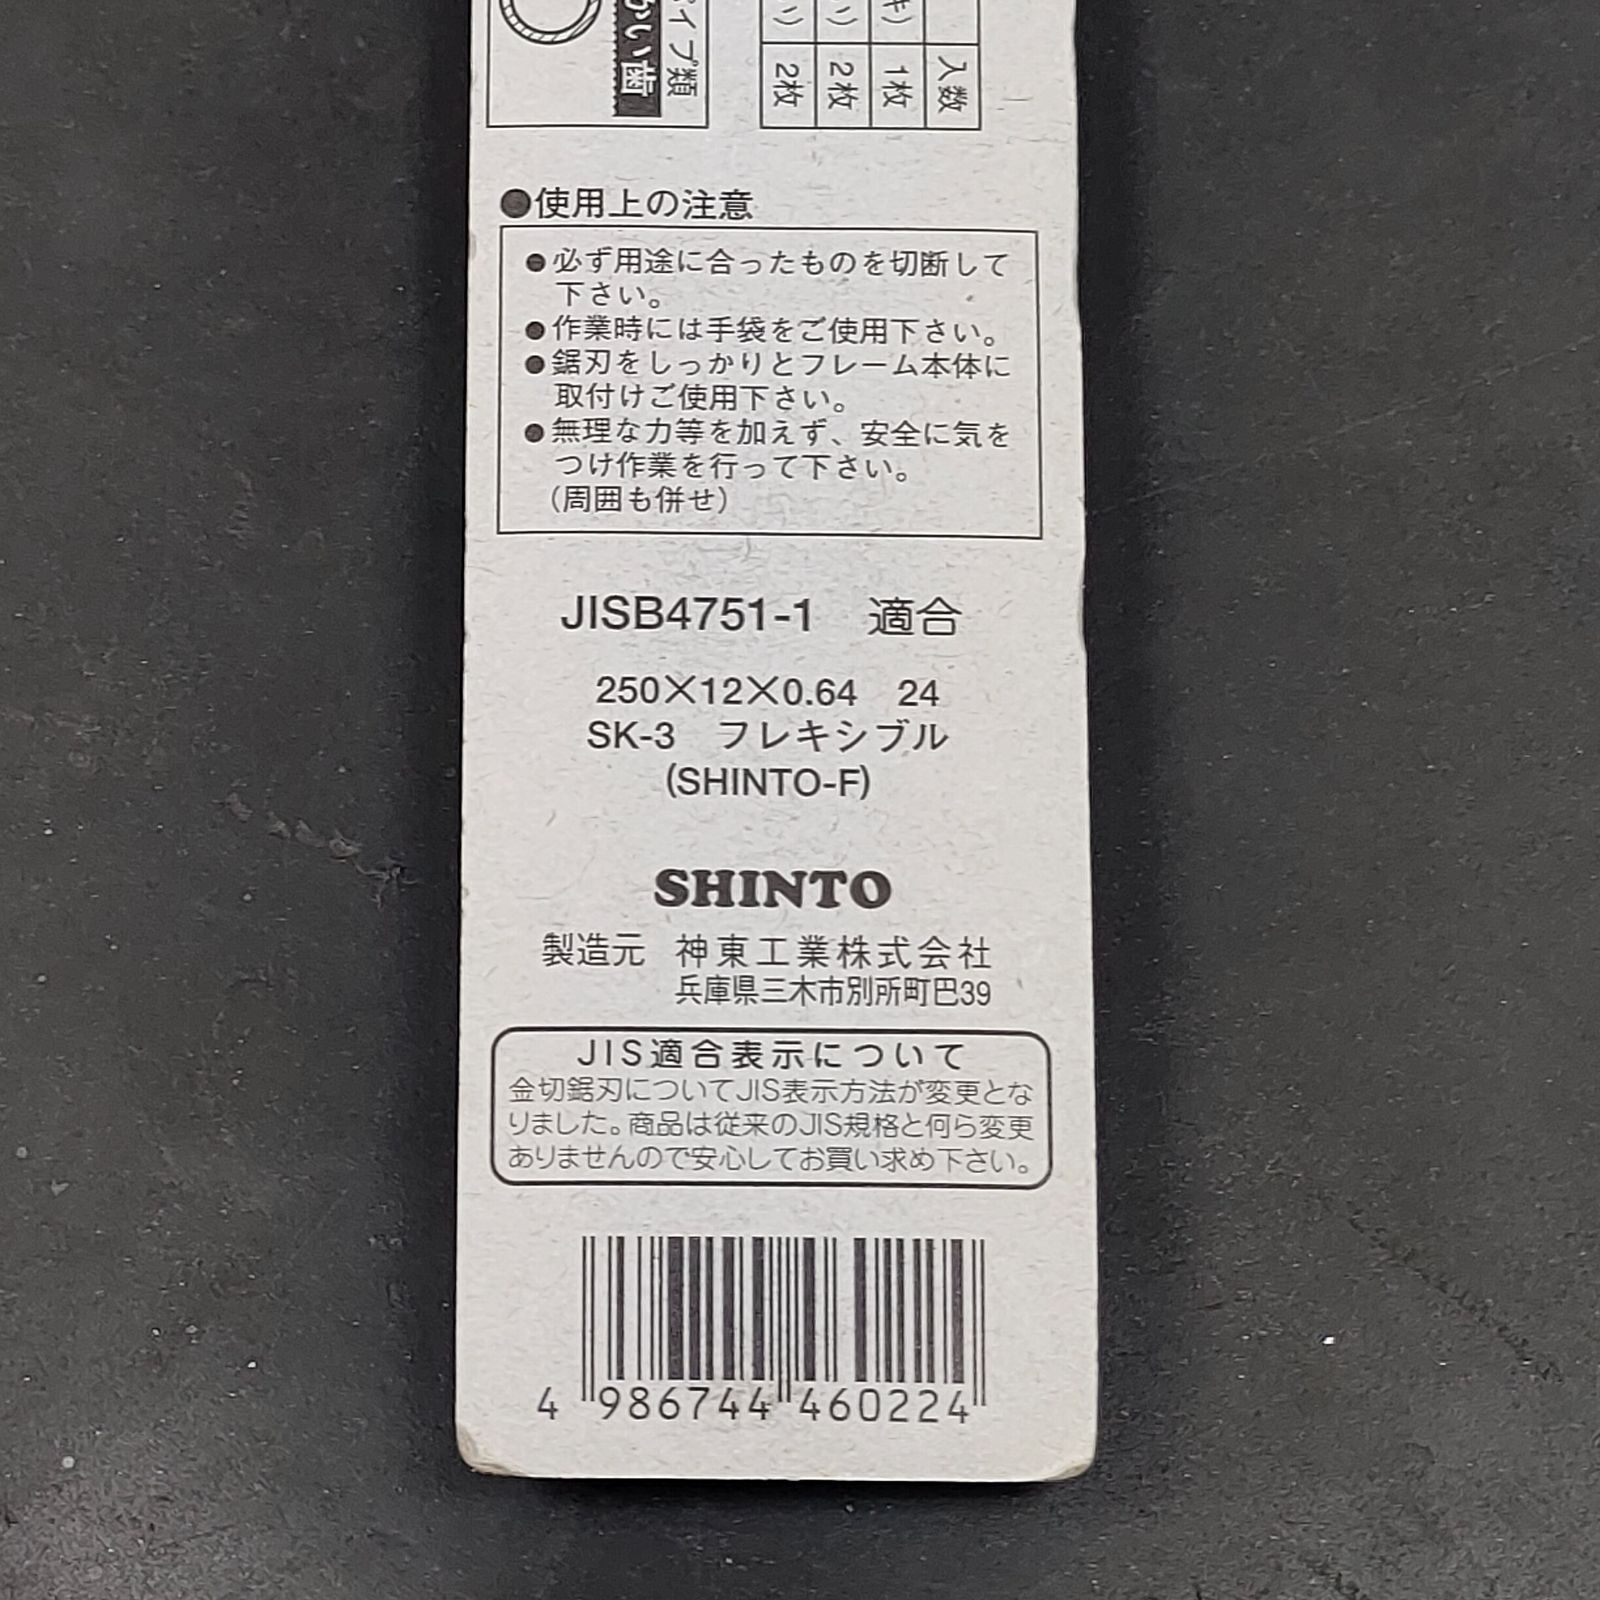 イプ類
かい歯
入数
1枚
2枚
2枚
●使用上の注意
●必ず用途に合ったものを切断して
下さい。
●作業時には手袋をご使用下さい。
●鋸刃をしっかりとフレーム本体に
取付けご使用下さい。
●無理な力等を加えず、安全に気を
つけ作業を行って下さい。
(周囲も併せ)
JISB4751-1 適合
250×12×0.64 24
SK-3 フレキシブル
(SHINTO-F)
SHINTO
製造元 神東工業株式会社
兵庫県三木市別所町巴39
JIS適合表示について
金切鋸刃についてJIS表示方法が変更とな
りました。商品は従来のJIS規格と何ら変更
ありませんので安心してお買い求め下さい。
4 986744 460224